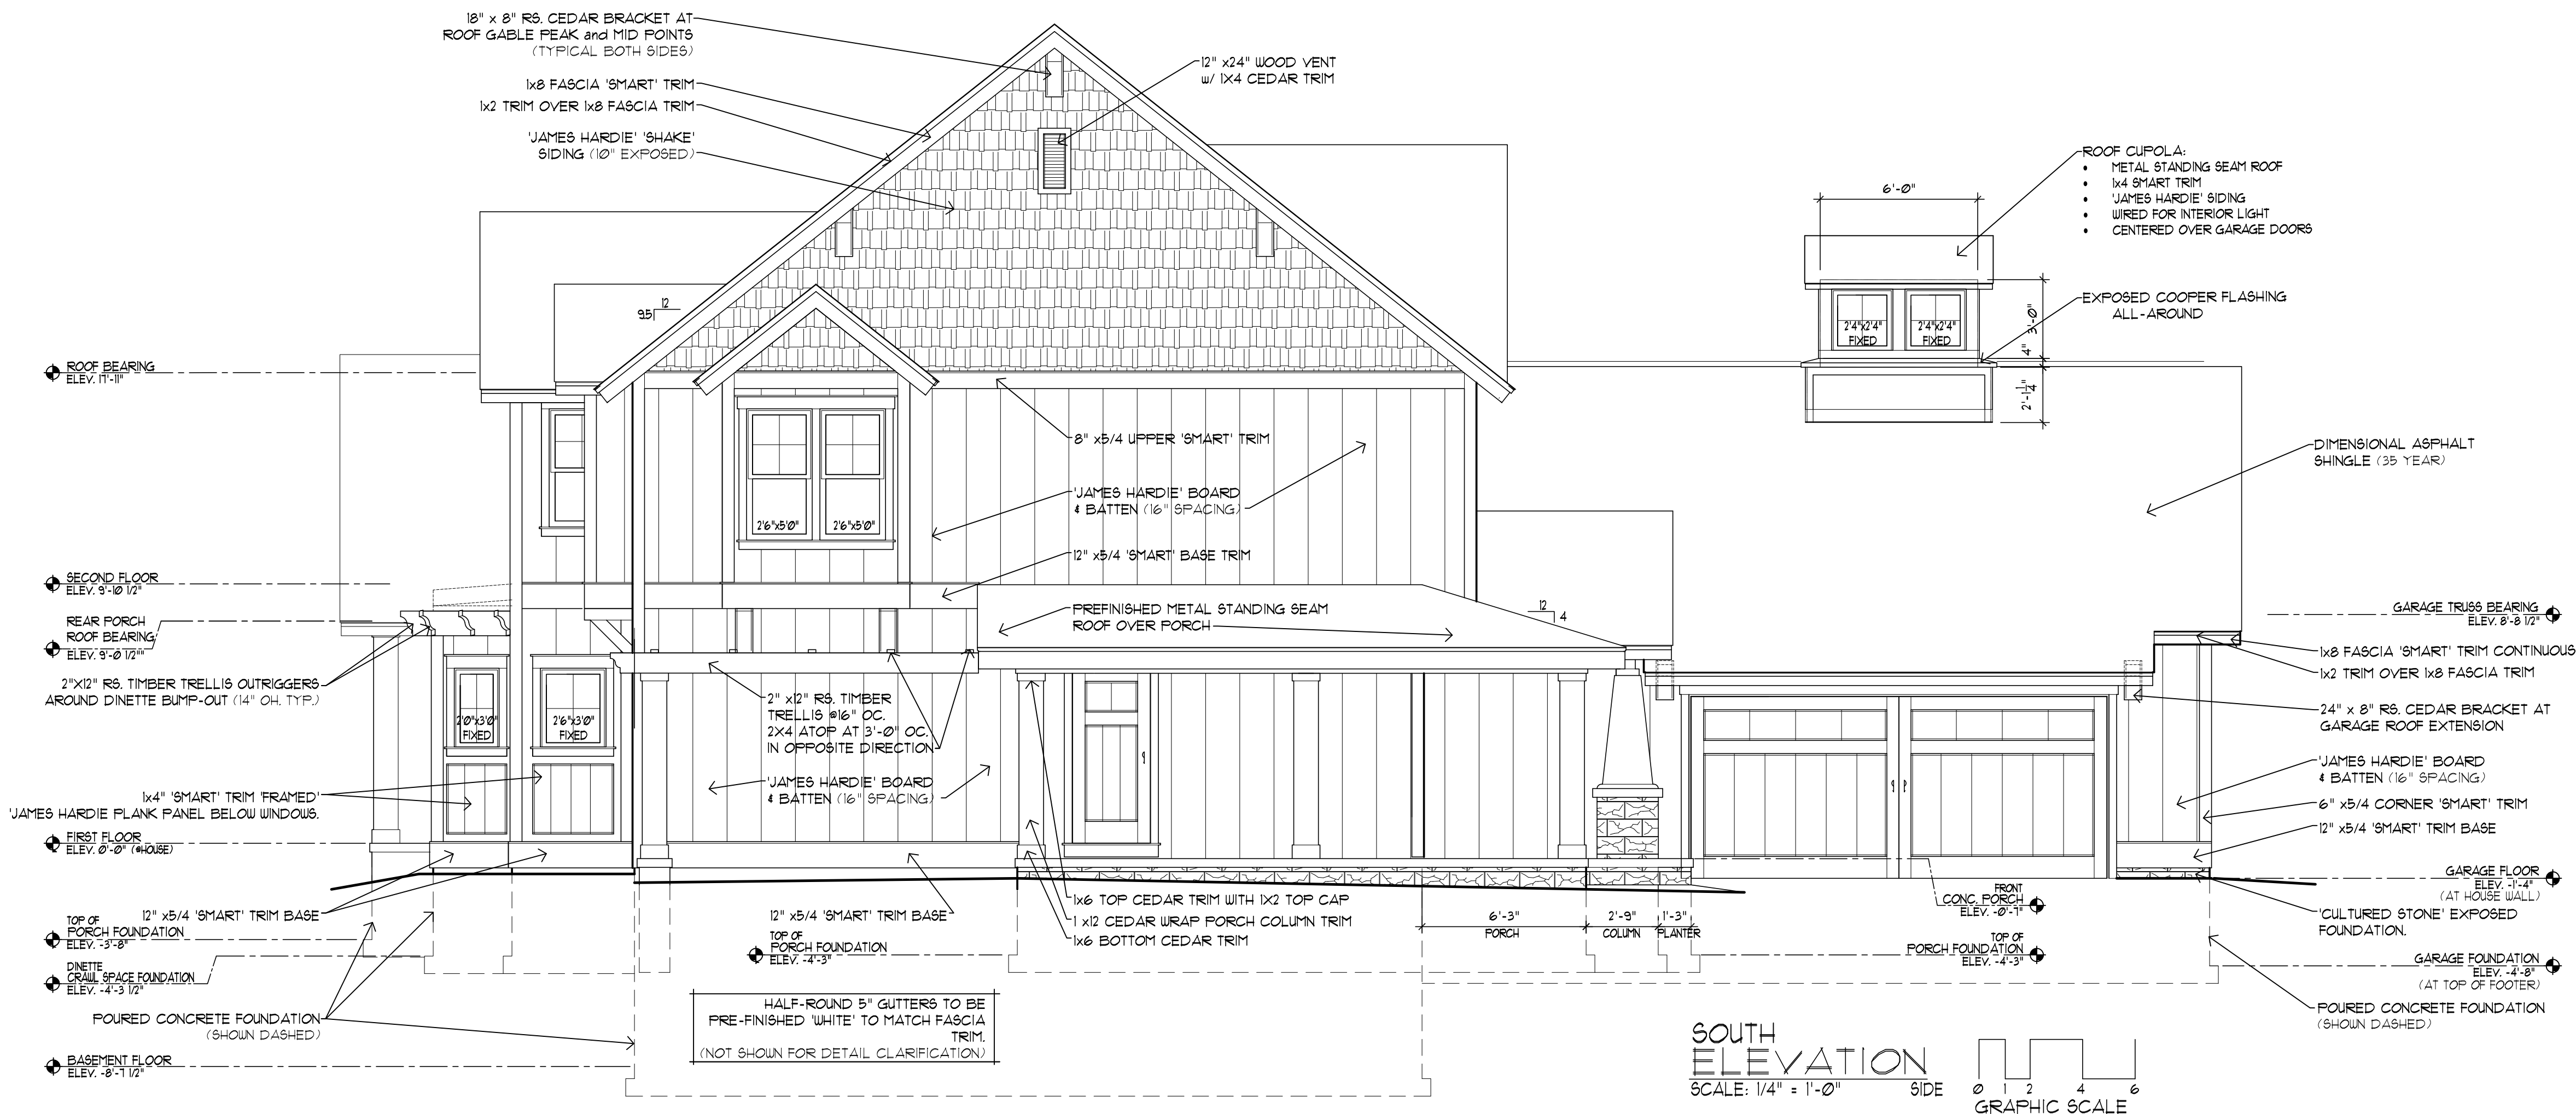 18" x 8" RS. CEDAR BRACKET AT
ROOF GABLE PEAK and MID POINTS
(TYPICAL BOTH SIDES)
1x8 FASCIA 'SMART' TRIM
1x2 TRIM OVER 1x8 FASCIA TRIM
'JAMES HARDIE' 'SHAKE'
SIDING (10" EXPOSED)
12" x24" WOOD VENT
w/ 1X4 CEDAR TRIM
ROOF CUPOLA:
• METAL STANDING SEAM ROOF
• 1x4 SMART TRIM
• 'JAMES HARDIE' SIDING
• WIRED FOR INTERIOR LIGHT
• CENTERED OVER GARAGE DOORS
6'-0"
EXPOSED COOPER FLASHING
ALL-AROUND
2'4"x2'4"
FIXED
2'4"x2'4"
FIXED
3'-0"
4"
2'-1 1/4"
12
9.5
ROOF BEARING
ELEV. 17'-11"
8" x5/4 UPPER 'SMART' TRIM
'JAMES HARDIE' BOARD
& BATTEN (16" SPACING)
2'6"x5'0"
2'6"x5'0"
12" x5/4 'SMART' BASE TRIM
DIMENSIONAL ASPHALT
SHINGLE (35 YEAR)
SECOND FLOOR
ELEV. 9'-10 1/2"
REAR PORCH
ROOF BEARING
ELEV. 9'-0 1/2""
PREFINISHED METAL STANDING SEAM
ROOF OVER PORCH
12
4
GARAGE TRUSS BEARING
ELEV. 8'-8 1/2"
1x8 FASCIA 'SMART' TRIM CONTINUOUS
1x2 TRIM OVER 1x8 FASCIA TRIM
2"X12" RS. TIMBER TRELLIS OUTRIGGERS
AROUND DINETTE BUMP-OUT (14" OH. TYP.)
2'0"x3'0"
FIXED
2'6"x3'0"
FIXED
2" x12" RS. TIMBER
TRELLIS @16" OC.
2X4 ATOP AT 3'-0" OC.
IN OPPOSITE DIRECTION
24" x 8" RS. CEDAR BRACKET AT
GARAGE ROOF EXTENSION
'JAMES HARDIE' BOARD
& BATTEN (16" SPACING)
'JAMES HARDIE' BOARD
& BATTEN (16" SPACING)
1x4" 'SMART' TRIM 'FRAMED'
'JAMES HARDIE PLANK PANEL BELOW WINDOWS.
6" x5/4 CORNER 'SMART' TRIM
12" x5/4 'SMART' TRIM BASE
FIRST FLOOR
ELEV. 0'-0" (@HOUSE)
GARAGE FLOOR
ELEV. -1'-4"
(AT HOUSE WALL)
FRONT
CONC. PORCH
ELEV. -0'-7"
12" x5/4 'SMART' TRIM BASE
12" x5/4 'SMART' TRIM BASE
1x6 TOP CEDAR TRIM WITH 1X2 TOP CAP
1 x12 CEDAR WRAP PORCH COLUMN TRIM
1x6 BOTTOM CEDAR TRIM
6'-3"
PORCH
2'-9"
COLUMN
1'-3"
PLANTER
'CULTURED STONE' EXPOSED
FOUNDATION.
TOP OF
PORCH FOUNDATION
ELEV. -3'-8"
TOP OF
PORCH FOUNDATION
ELEV. -4'-3"
TOP OF
PORCH FOUNDATION
ELEV. -4'-3"
DINETTE
CRAWL SPACE FOUNDATION
ELEV. -4'-3 1/2"
GARAGE FOUNDATION
ELEV. -4'-8"
(AT TOP OF FOOTER)
POURED CONCRETE FOUNDATION
(SHOWN DASHED)
HALF-ROUND 5" GUTTERS TO BE
PRE-FINISHED 'WHITE' TO MATCH FASCIA
TRIM.
(NOT SHOWN FOR DETAIL CLARIFICATION)
POURED CONCRETE FOUNDATION
(SHOWN DASHED)
BASEMENT FLOOR
ELEV. -8'-7 1/2"
SOUTH
ELEVATION
SCALE: 1/4" = 1'-0" SIDE
0 1 2 4 6
GRAPHIC SCALE